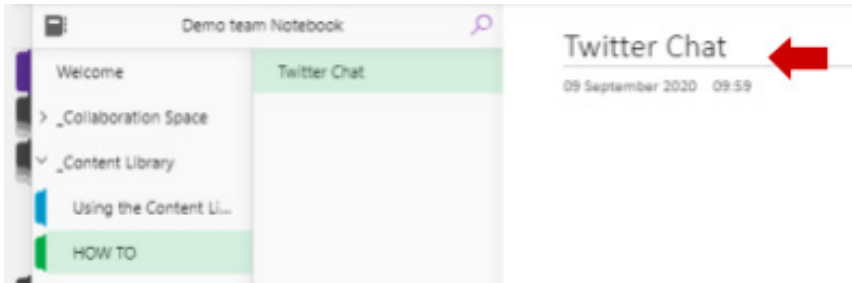 Demo team Notebook
Welcome
_Collaboration Space
_Content Library
Using the Content Li...
HOW TO
Twitter Chat
Twitter Chat
09 September 2020 09:59